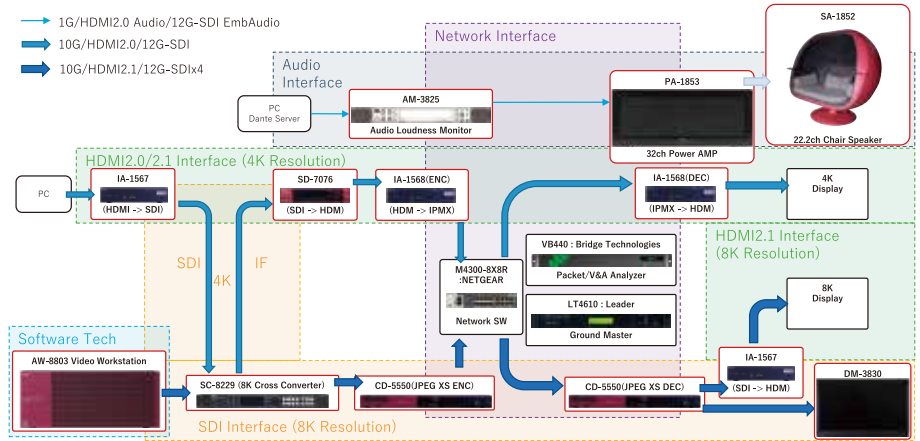 1G/HDMI2.0 Audio/12G-SDI EmbAudio
10G/HDMI2.0/12G-SDI
10G/HDMI2.1/12G-SDIx4
Network Interface
Audio
Interface
PC
Dante Server
AM-3825
Audio Loudness Monitor
PA-1853
32ch Power AMP
SA-1852
22.2ch Chair Speaker
HDMI2.0/2.1 Interface (4K Resolution)
PC
IA-1567
(HDMI -> SDI)
SD-7076
(SDI -> HDM)
IA-1568(ENC)
(HDM -> IPMX)
IA-1568(DEC)
(IPMX -> HDM)
4K
Display
HDMI2.1 Interface
(8K Resolution)
SDI
4K
IF
M4300-8X8R
:NETGEAR
Network SW
VB440 : Bridge Technologies
Packet/V&A Analyzer
LT4610 : Leader
Ground Master
8K
Display
Software Tech
AW-8803 Video Workstation
SC-8229 (8K Cross Converter)
CD-5550(JPEG XS ENC)
CD-5550(JPEG XS DEC)
IA-1567
(SDI -> HDM)
DM-3830
SDI Interface (8K Resolution)